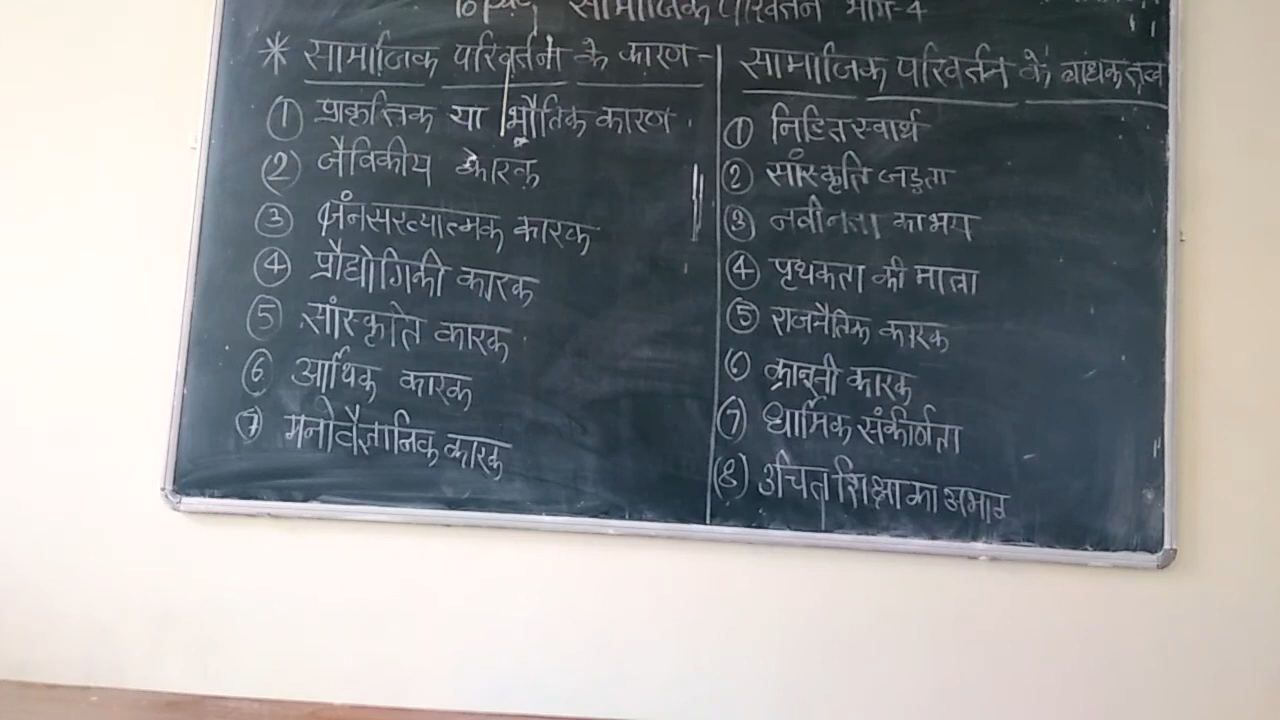 सामाजिक परिवर्तन भाग-4
* सामाजिक परिवर्तन के कारण -
① प्राकृतिक या भौतिक कारण
(2) जैविकीय कारक
③ जनसंख्यात्मक कारक
④ प्रौद्योगिकी कारक
⑤ सांस्कृति कारक
⑥ आर्थिक कारक
⑦ मनोवैज्ञानिक कारक
सामाजिक परिवर्तन के बाधक तत्व
① निहित स्वार्थ
② सांस्कृति जड़ता
③ नवीनता का भय
④ पृथकता की मात्रा
⑤ राजनैतिक कारक
⑥ कानूनी कारक
⑦ धार्मिक संकीर्णता
(8) उचित शिक्षा का अभाव